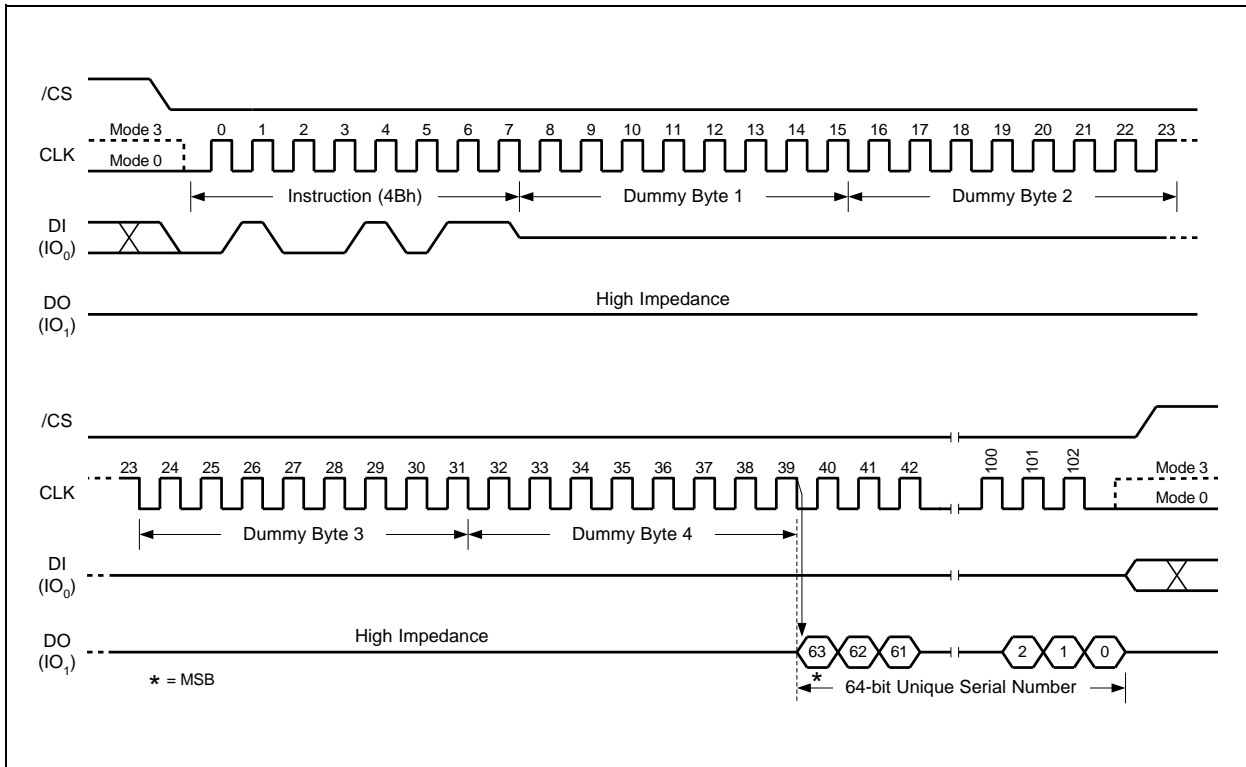 /CS
Mode 3 0 1 2 3 4 5 6 7 8 9 10 11 12 13 14 15 16 17 18 19 20 21 22 23
CLK
Mode 0
Instruction (4Bh) Dummy Byte 1 Dummy Byte 2
DI
(IO0)
High Impedance
DO
(IO1)
/CS
23 24 25 26 27 28 29 30 31 32 33 34 35 36 37 38 39 40 41 42 100 101 102 Mode 3
CLK
Mode 0
Dummy Byte 3 Dummy Byte 4
DI
(IO0)
High Impedance
DO
(IO1)
63 62 61 2 1 0
* = MSB
*
64-bit Unique Serial Number